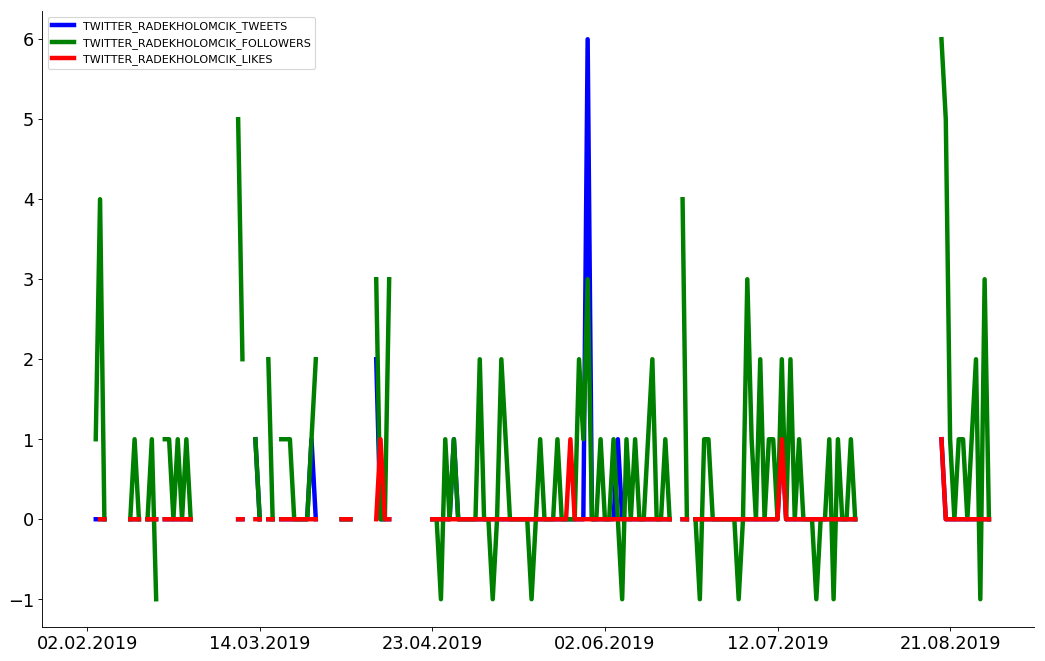 TWITTER_RADEKHOLOMCIK_TWEETS
TWITTER_RADEKHOLOMCIK_FOLLOWERS
TWITTER_RADEKHOLOMCIK_LIKES
6
5
4
3
2
1
0
−1
02.02.2019 14.03.2019 23.04.2019 02.06.2019 12.07.2019 21.08.2019